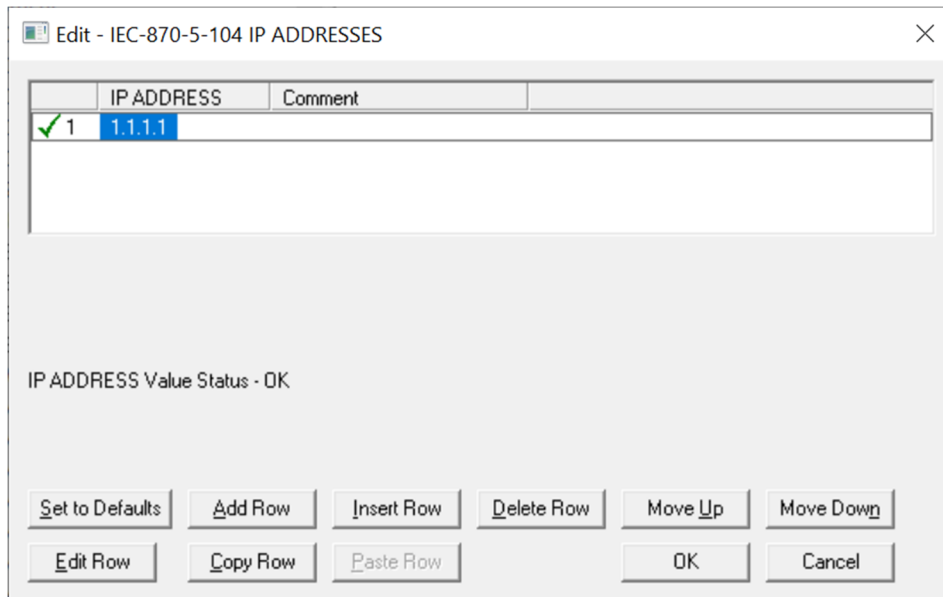 Edit - IEC-870-5-104 IP ADDRESSES
IP ADDRESS Comment
1 1.1.1.1
IP ADDRESS Value Status - OK
Set to Defaults Add Row Insert Row Delete Row Move Up Move Down
Edit Row Copy Row Paste Row OK Cancel